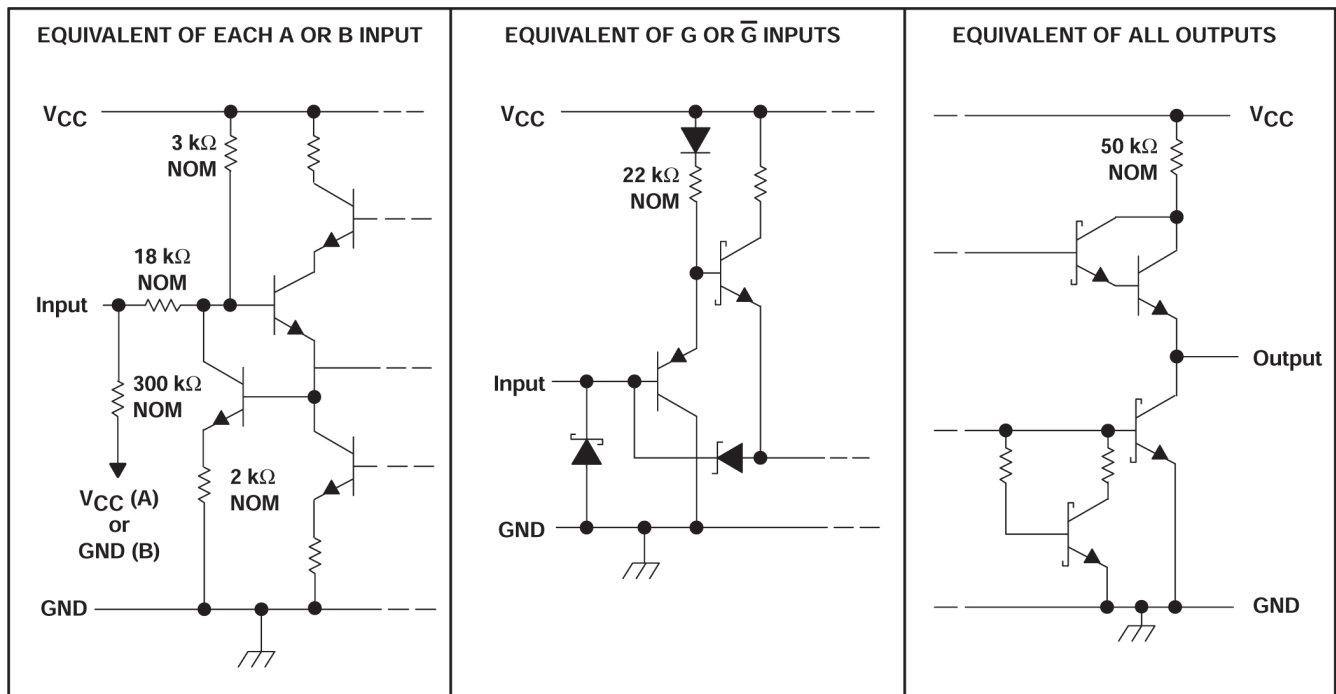 EQUIVALENT OF EACH A OR B INPUT
VCC
3 kΩ
NOM
18 kΩ
NOM
Input
300 kΩ
NOM
VCC (A)
or
GND (B)
2 kΩ
NOM
GND
EQUIVALENT OF G OR G̅ INPUTS
VCC
22 kΩ
NOM
Input
GND
EQUIVALENT OF ALL OUTPUTS
VCC
50 kΩ
NOM
Output
GND